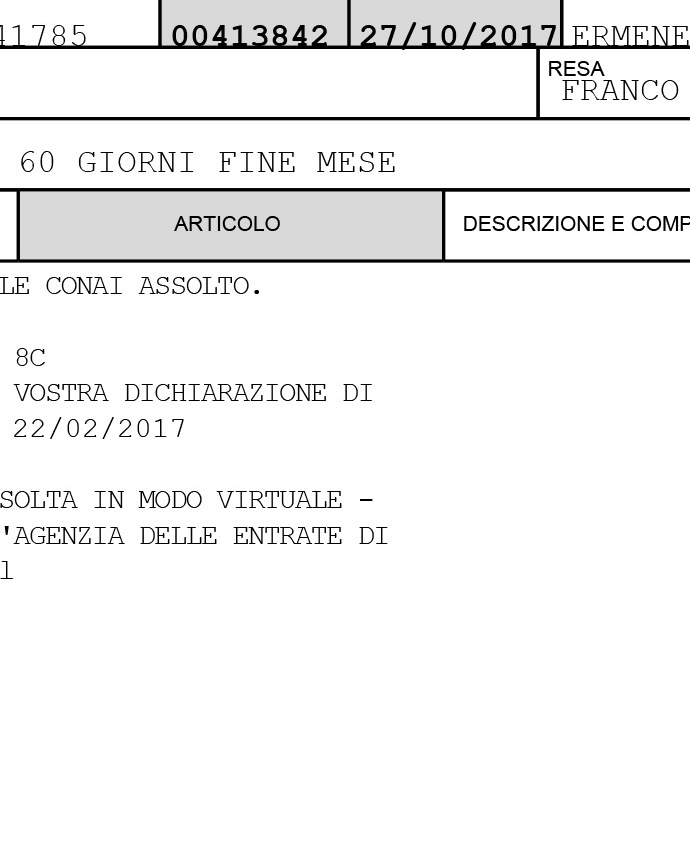 41785 00413842 27/10/2017 ERMENE
RESA
FRANCO
60 GIORNI FINE MESE
ARTICOLO DESCRIZIONE E COMP
LE CONAI ASSOLTO.
8C
VOSTRA DICHIARAZIONE DI
22/02/2017
SOLTA IN MODO VIRTUALE -
'AGENZIA DELLE ENTRATE DI
l